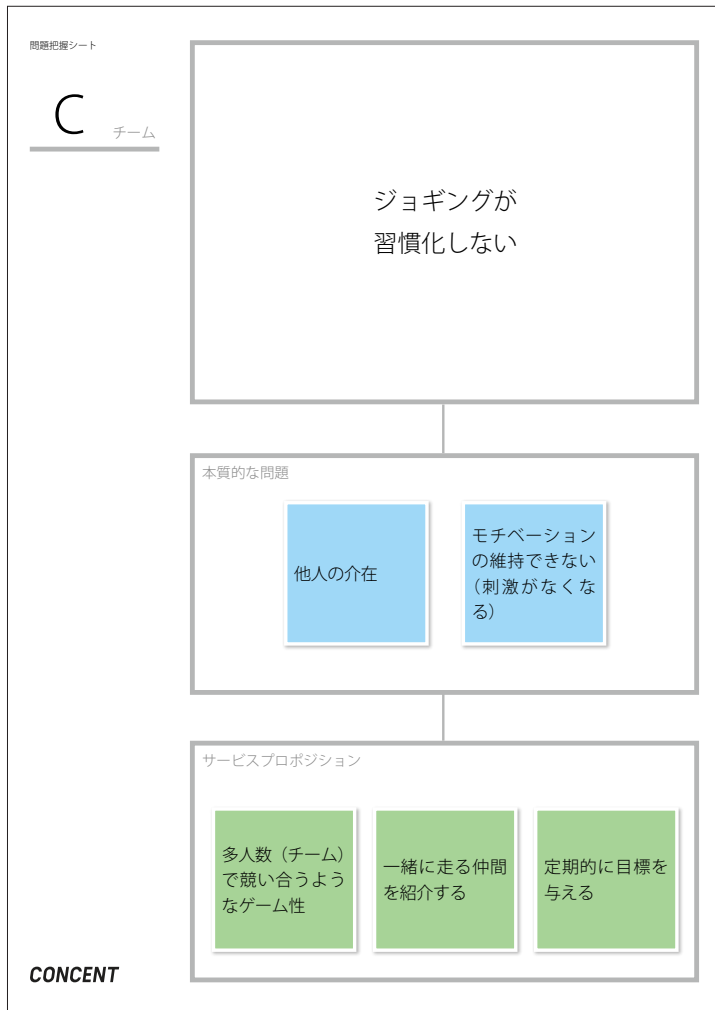 問題把握シート
C チーム
ジョギングが
習慣化しない
本質的な問題
他人の介在
モチベーション
の維持できない
（刺激がなくな
る）
サービスプロポジション
多人数（チーム）
で競い合うよう
なゲーム性
一緒に走る仲間
を紹介する
定期的に目標を
与える
CONCENT